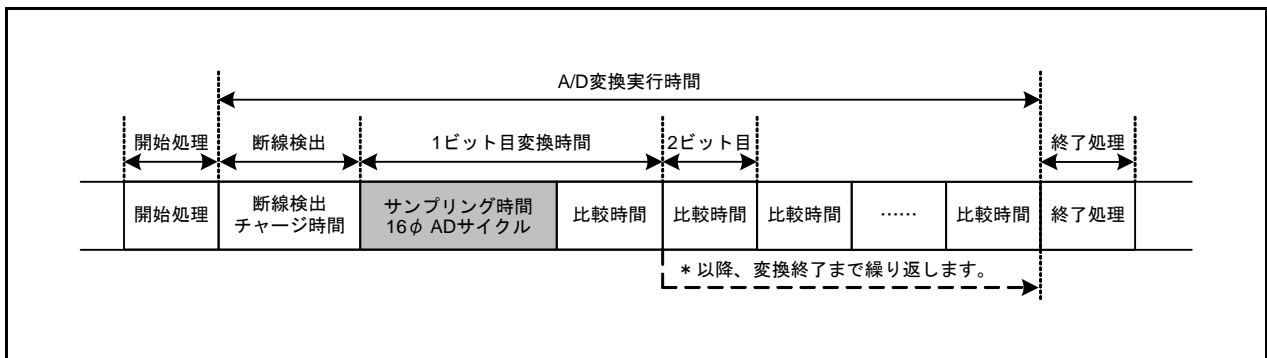 A/D変換実行時間
開始処理
断線検出
1ビット目変換時間
2ビット目
終了処理
開始処理
断線検出
チャージ時間
サンプリング時間
16φ ADサイクル
比較時間
比較時間
比較時間
……
比較時間
終了処理
* 以降、変換終了まで繰り返します。